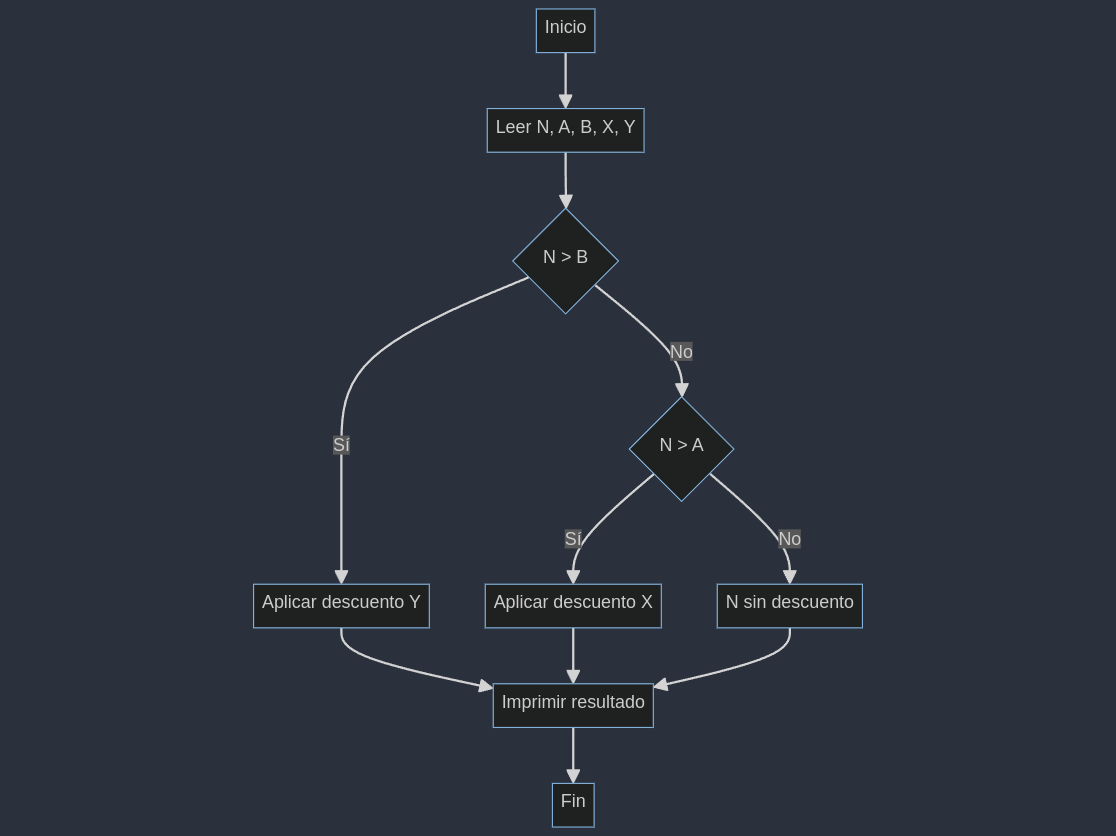 Inicio
Leer N, A, B, X, Y
N > B
No
Sí
N > A
Sí
No
Aplicar descuento Y
Aplicar descuento X
N sin descuento
Imprimir resultado
Fin